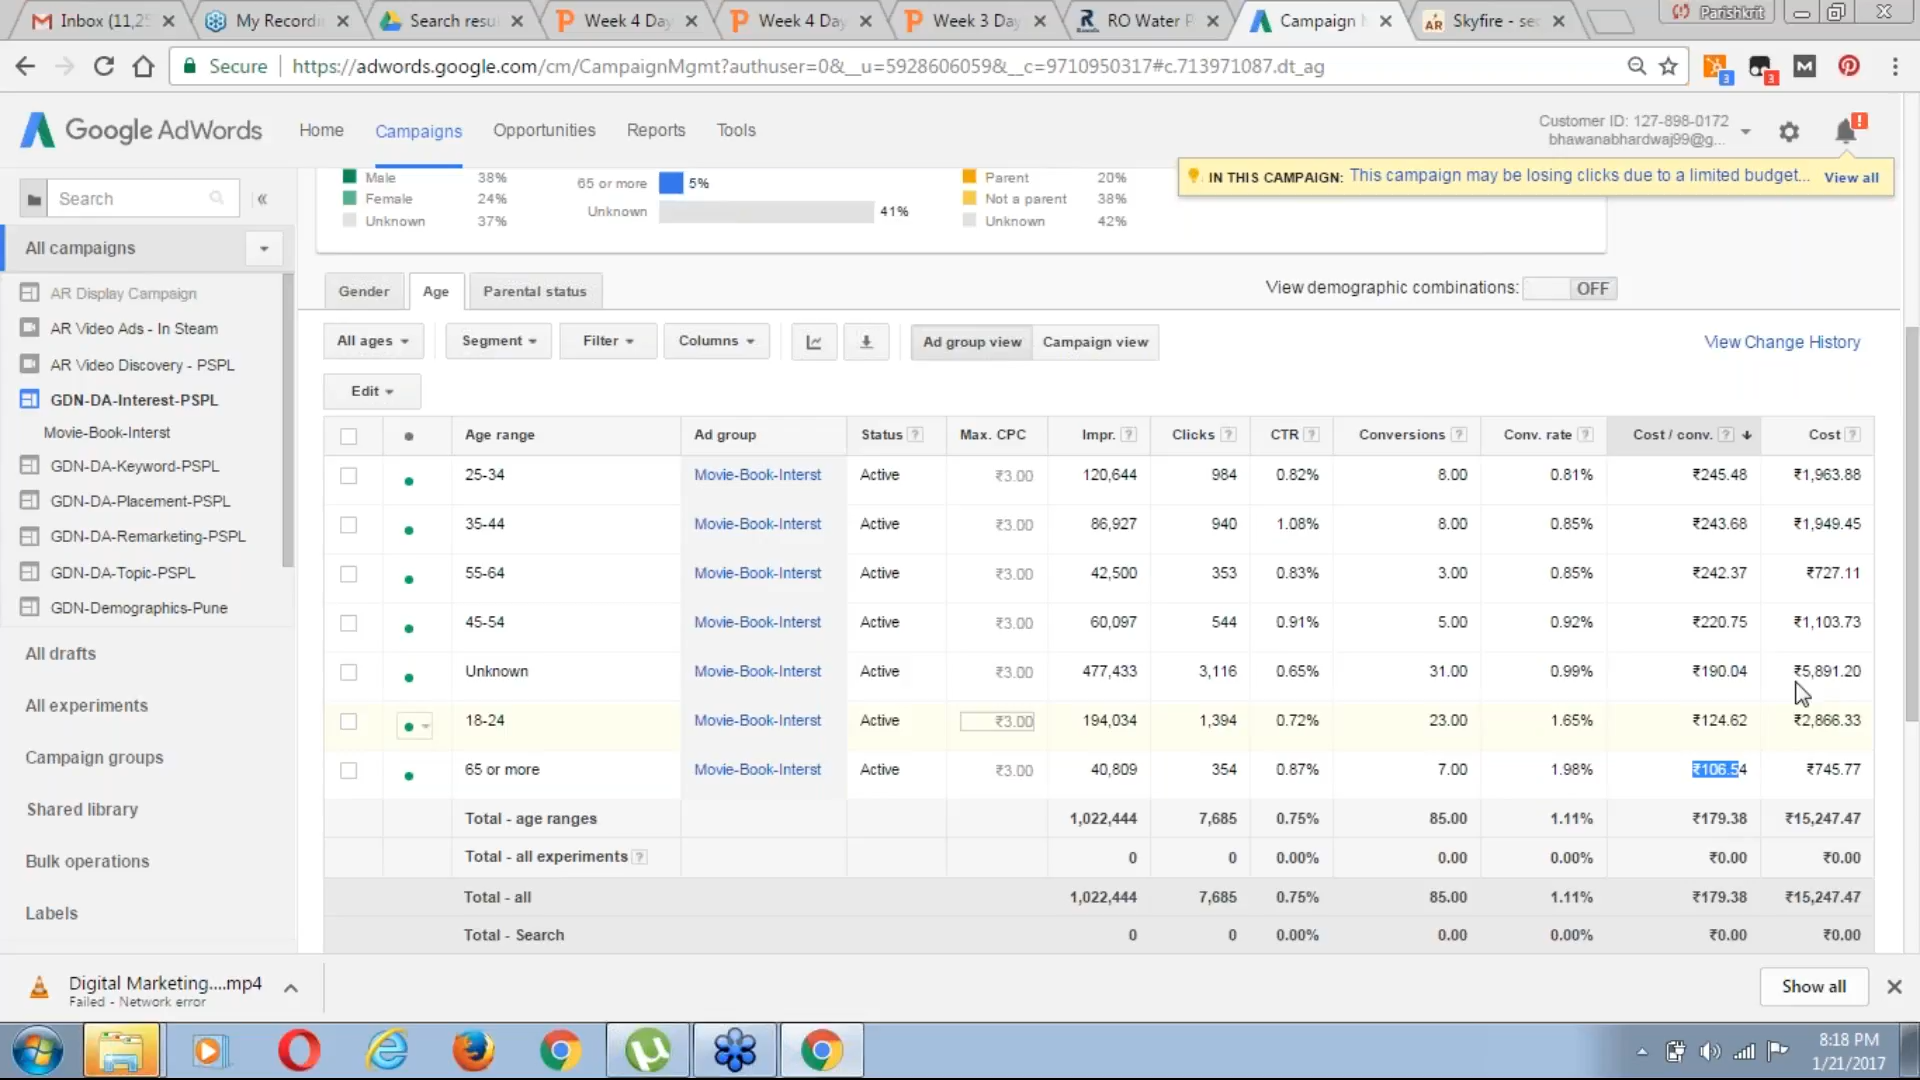 Inbox (11,25
My Recordi
Search resu
Week 4 Day
Week 4 Day
Week 3 Day
RO Water P
Campaign M
AR Skyfire - sec
Parishkrit
Secure https://adwords.google.com/cm/CampaignMgmt?authuser=0&__u=5928606059&__c=9710950317#c.713971087.dt_ag
3
3
Google AdWords
Home
Campaigns
Opportunities
Reports
Tools
Customer ID: 127-898-0172
bhawanabhardwaj99@g...
!
IN THIS CAMPAIGN: This campaign may be losing clicks due to a limited budget... View all
Search
«
All campaigns
AR Display Campaign
AR Video Ads - In Steam
AR Video Discovery - PSPL
GDN-DA-Interest-PSPL
Movie-Book-Interst
GDN-DA-Keyword-PSPL
GDN-DA-Placement-PSPL
GDN-DA-Remarketing-PSPL
GDN-DA-Topic-PSPL
GDN-Demographics-Pune
All drafts
All experiments
Campaign groups
Shared library
Bulk operations
Labels
Male 38%
Female 24%
Unknown 37%
65 or more 5%
Unknown 41%
Parent 20%
Not a parent 38%
Unknown 42%
Gender Age Parental status
View demographic combinations: OFF
All ages Segment Filter Columns Ad group view Campaign view
View Change History
Edit
Age range Ad group Status ? Max. CPC Impr. ? Clicks ? CTR ? Conversions ? Conv. rate ? Cost / conv. ? Cost ?
25-34 Movie-Book-Interst Active ₹3.00 120,644 984 0.82% 8.00 0.81% ₹245.48 ₹1,963.88
35-44 Movie-Book-Interst Active ₹3.00 86,927 940 1.08% 8.00 0.85% ₹243.68 ₹1,949.45
55-64 Movie-Book-Interst Active ₹3.00 42,500 353 0.83% 3.00 0.85% ₹242.37 ₹727.11
45-54 Movie-Book-Interst Active ₹3.00 60,097 544 0.91% 5.00 0.92% ₹220.75 ₹1,103.73
Unknown Movie-Book-Interst Active ₹3.00 477,433 3,116 0.65% 31.00 0.99% ₹190.04 ₹5,891.20
18-24 Movie-Book-Interst Active ₹3.00 194,034 1,394 0.72% 23.00 1.65% ₹124.62 ₹2,866.33
65 or more Movie-Book-Interst Active ₹3.00 40,809 354 0.87% 7.00 1.98% ₹106.54 ₹745.77
Total - age ranges 1,022,444 7,685 0.75% 85.00 1.11% ₹179.38 ₹15,247.47
Total - all experiments ? 0 0 0.00% 0.00 0.00% ₹0.00 ₹0.00
Total - all 1,022,444 7,685 0.75% 85.00 1.11% ₹179.38 ₹15,247.47
Total - Search 0 0 0.00% 0.00 0.00% ₹0.00 ₹0.00
Digital Marketing....mp4
Failed - Network error
Show all
8:18 PM
1/21/2017